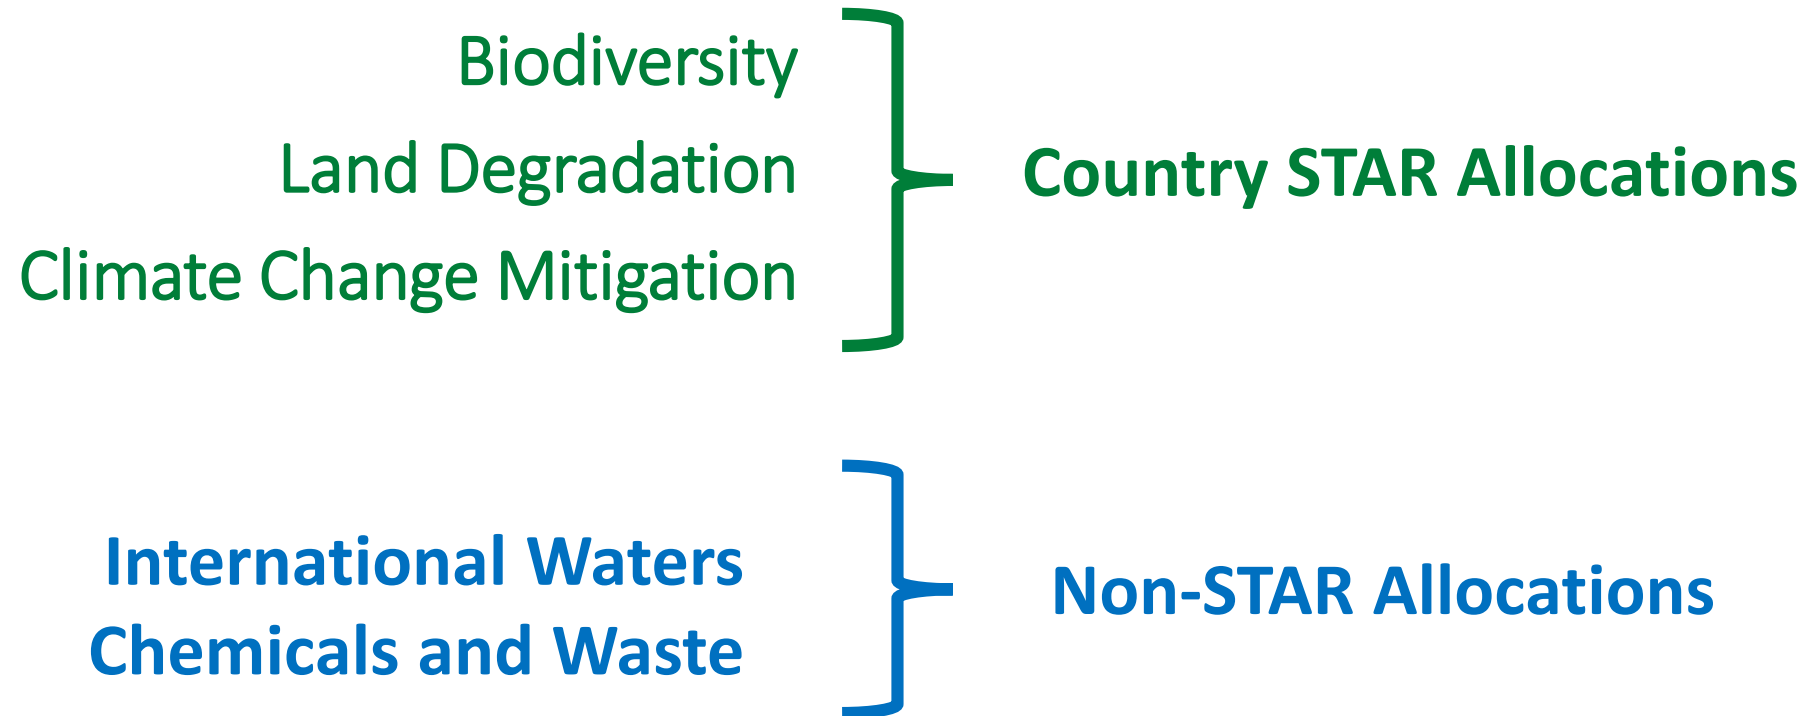 Biodiversity
Land Degradation
Climate Change Mitigation
Country STAR Allocations
International Waters
Chemicals and Waste
Non-STAR Allocations